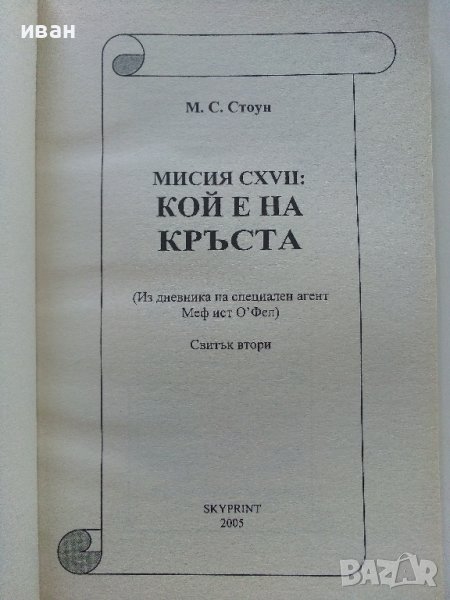 иван
М. С. Стоун
МИСИЯ CXVII:
КОЙ Е НА
КРЪСТА
(Из дневника на специален агент
Меф ист О'Фел)
Свитък втори
SKYPRINT
2005
BAZAR